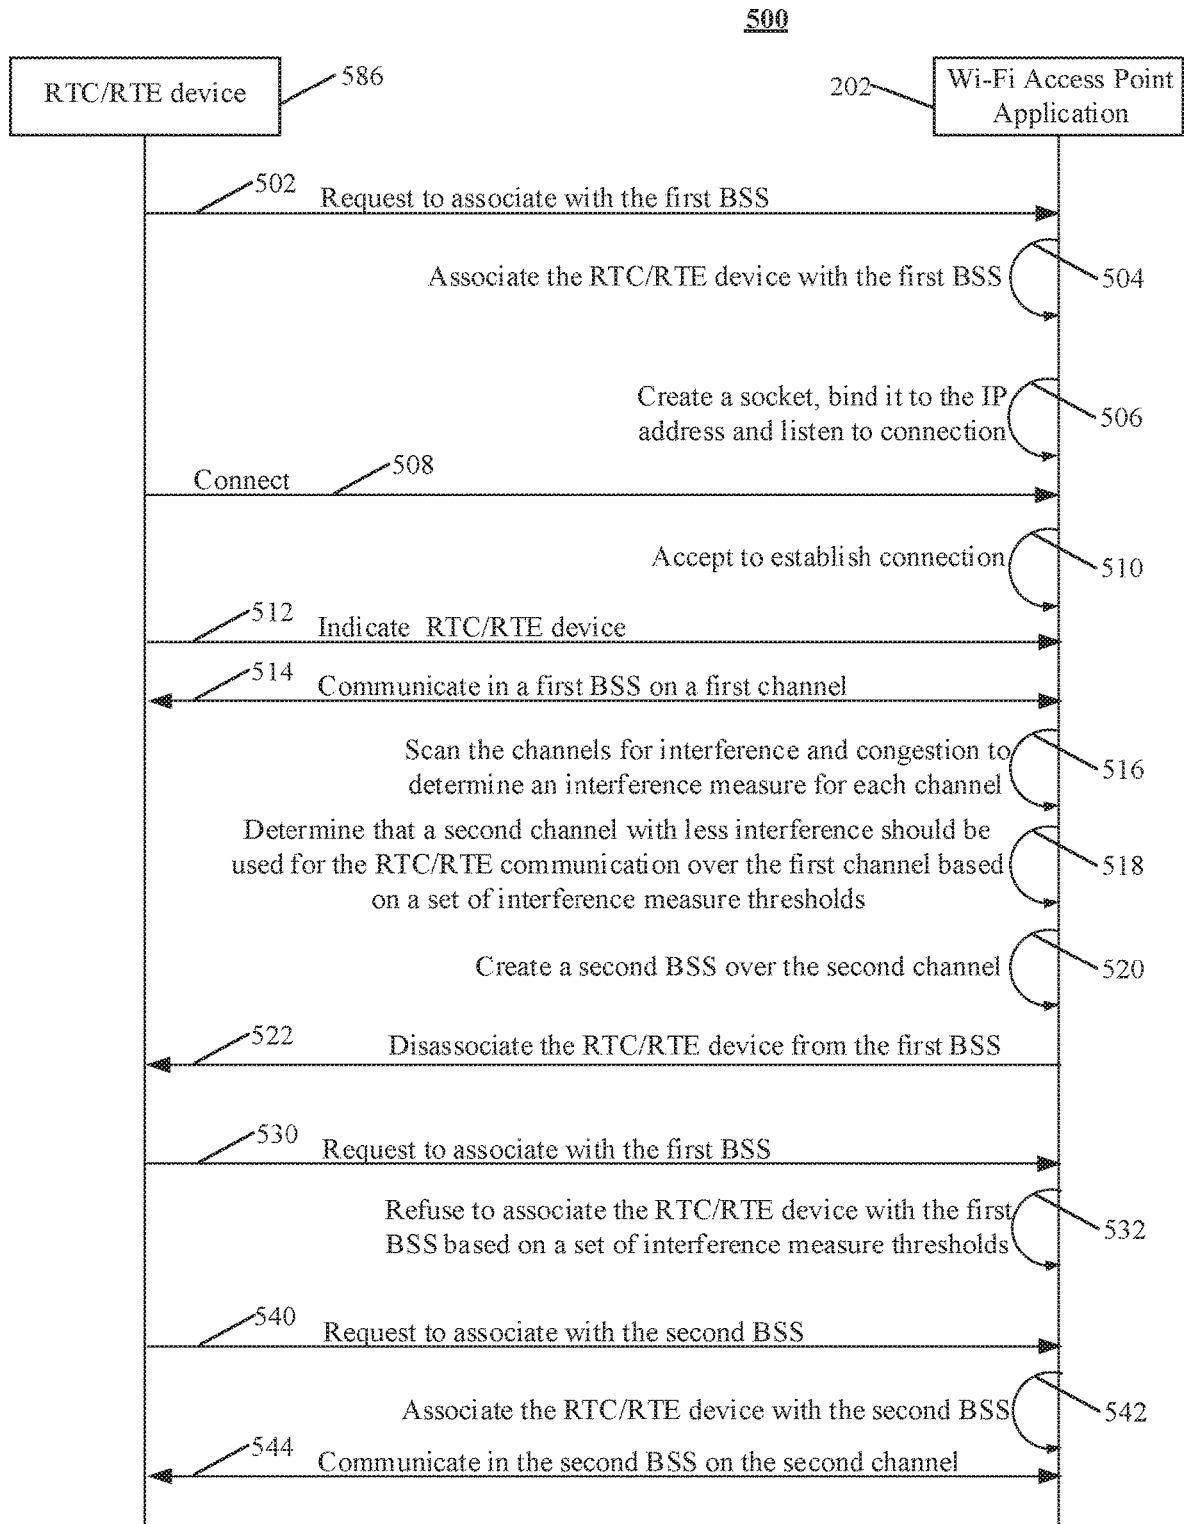 500
RTC/RTE device
586
202
Wi-Fi Access Point
Application
502
Request to associate with the first BSS
Associate the RTC/RTE device with the first BSS
504
Create a socket, bind it to the IP
address and listen to connection
506
508
Connect
Accept to establish connection
510
512
Indicate RTC/RTE device
514
Communicate in a first BSS on a first channel
Scan the channels for interference and congestion to
determine an interference measure for each channel
516
Determine that a second channel with less interference should be
used for the RTC/RTE communication over the first channel based
on a set of interference measure thresholds
518
Create a second BSS over the second channel
520
522
Disassociate the RTC/RTE device from the first BSS
530
Request to associate with the first BSS
Refuse to associate the RTC/RTE device with the first
BSS based on a set of interference measure thresholds
532
540
Request to associate with the second BSS
Associate the RTC/RTE device with the second BSS
542
544
Communicate in the second BSS on the second channel